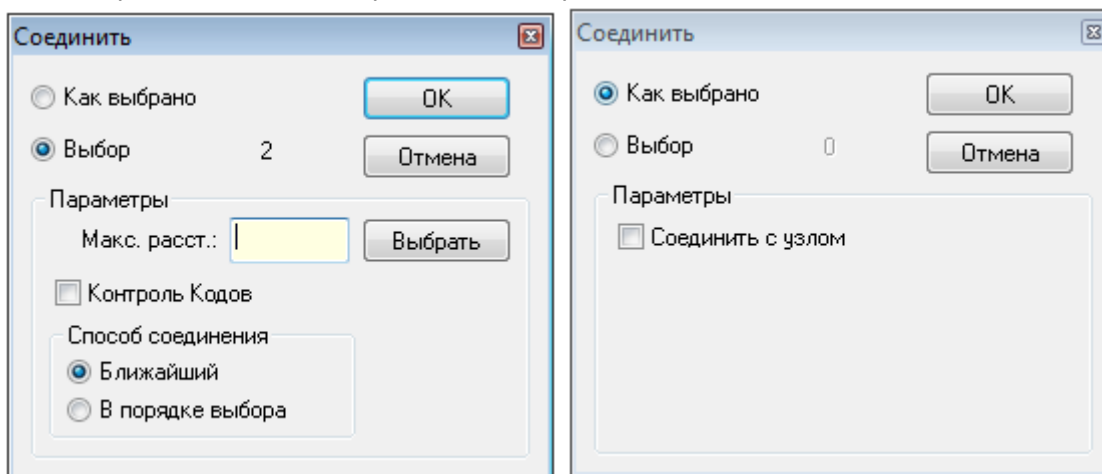 Соединить
Как выбрано
OK
Выбор 2
Отмена
Параметры
Макс. расст.:
Выбрать
Контроль Кодов
Способ соединения
Ближайший
В порядке выбора
Соединить
Как выбрано
OK
Выбор 0
Отмена
Параметры
Соединить с узлом